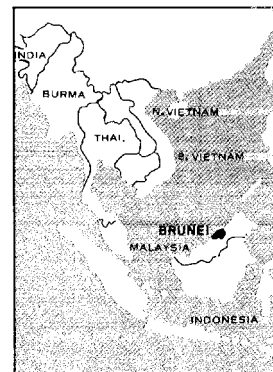 INDIA
BURMA
N. VIETNAM
THAI.
S. VIETNAM
BRUNEI
MALAYSIA
INDONESIA